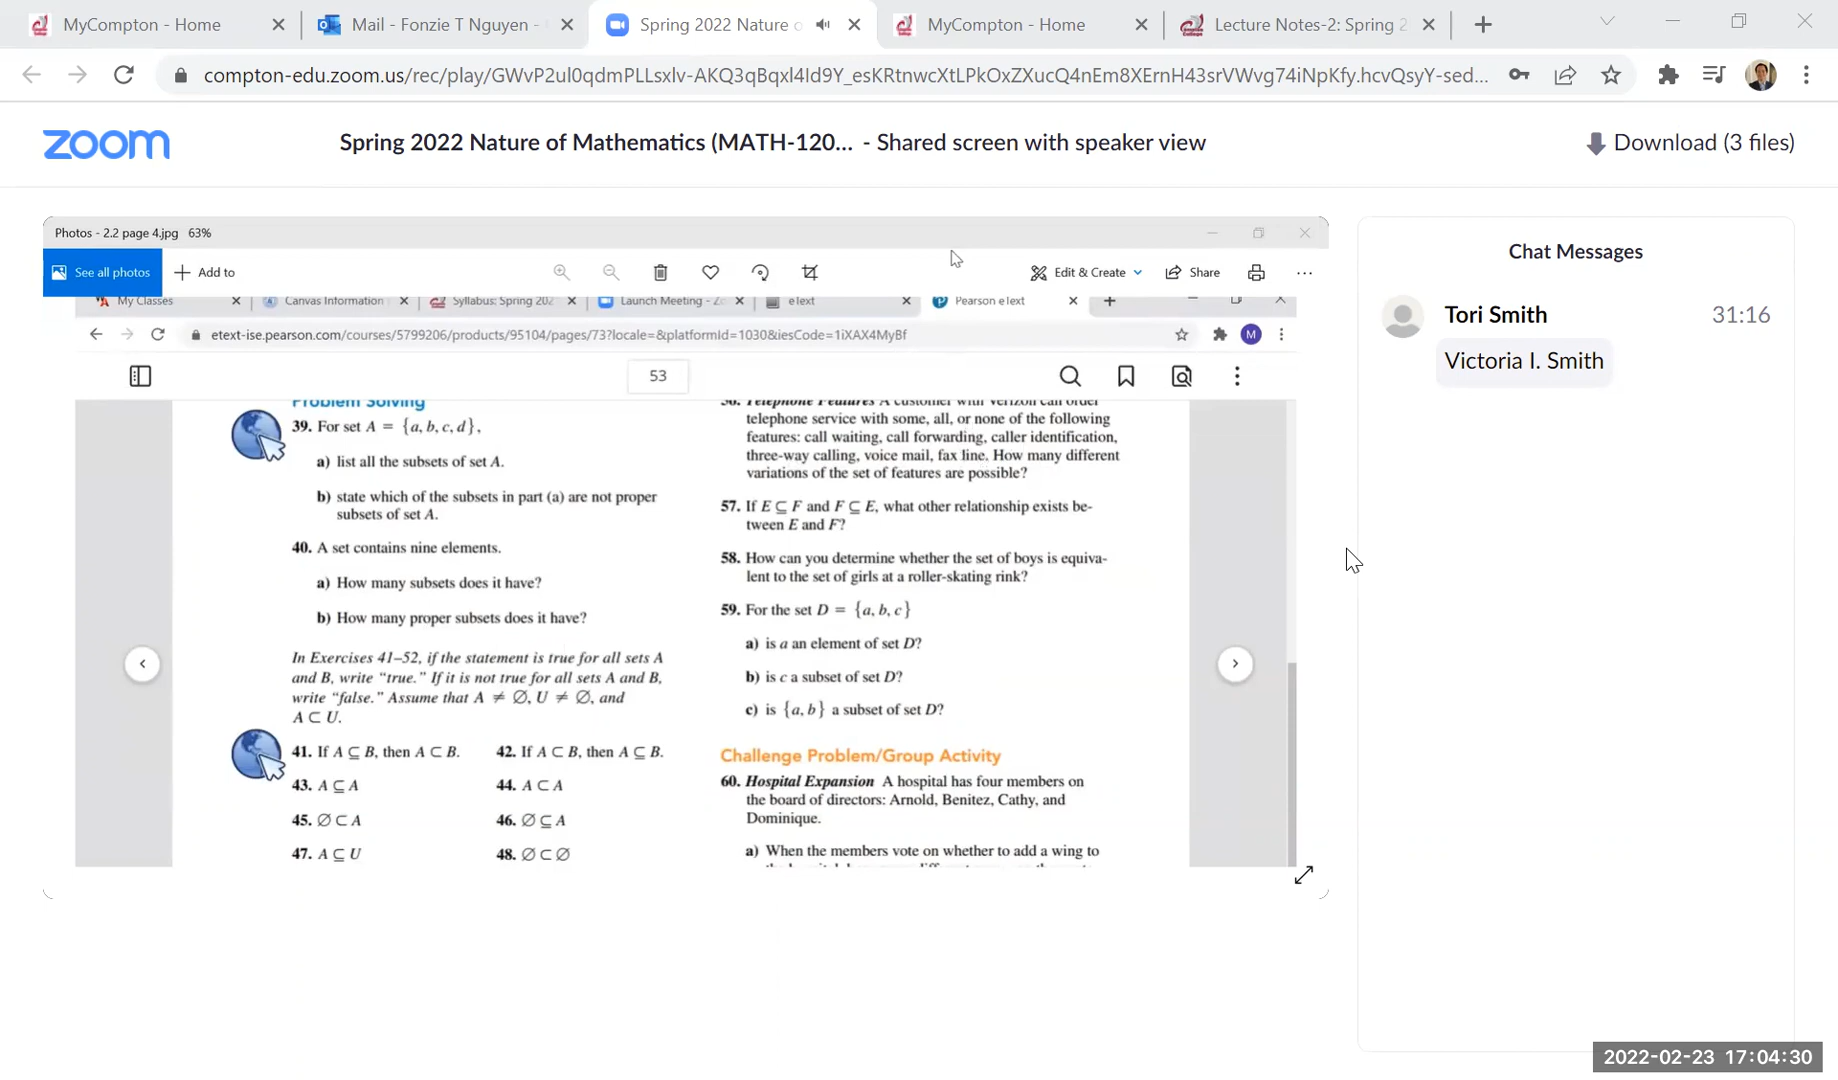 MyCompton - Home
Mail - Fonzie T Nguyen -
Spring 2022 Nature o
MyCompton - Home
Lecture Notes-2: Spring 2
compton-edu.zoom.us/rec/play/GWvP2ul0qdmPLLsxlv-AKQ3qBqxl4Id9Y_esKRtnwcXtLPkOxZXucQ4nEm8XErnH43srVWvg74iNpKfy.hcvQsyY-sed...
zoom
Spring 2022 Nature of Mathematics (MATH-120... - Shared screen with speaker view
Download (3 files)
Photos - 2.2 page 4.jpg 63%
See all photos
Add to
Edit & Create
Share
My Classes
Canvas Information
Syllabus: Spring 202
Launch Meeting - Zo
eText
Pearson eText
etext-ise.pearson.com/courses/5799206/products/95104/pages/73?locale=&platformId=1030&iesCode=1iXAX4MyBf
M
53
Problem Solving
39. For set A = {a, b, c, d},
a) list all the subsets of set A.
b) state which of the subsets in part (a) are not proper
subsets of set A.
40. A set contains nine elements.
a) How many subsets does it have?
b) How many proper subsets does it have?
In Exercises 41–52, if the statement is true for all sets A
and B, write “true.” If it is not true for all sets A and B,
write “false.” Assume that A ≠ ∅, U ≠ ∅, and
A ⊂ U.
41. If A ⊆ B, then A ⊂ B.
42. If A ⊂ B, then A ⊆ B.
43. A ⊆ A
44. A ⊂ A
45. ∅ ⊂ A
46. ∅ ⊆ A
47. A ⊆ U
48. ∅ ⊂ ∅
56. Telephone Features A customer with Verizon can order
telephone service with some, all, or none of the following
features: call waiting, call forwarding, caller identification,
three-way calling, voice mail, fax line. How many different
variations of the set of features are possible?
57. If E ⊆ F and F ⊆ E, what other relationship exists be-
tween E and F?
58. How can you determine whether the set of boys is equiva-
lent to the set of girls at a roller-skating rink?
59. For the set D = {a, b, c}
a) is a an element of set D?
b) is c a subset of set D?
c) is {a, b} a subset of set D?
Challenge Problem/Group Activity
60. Hospital Expansion A hospital has four members on
the board of directors: Arnold, Benitez, Cathy, and
Dominique.
a) When the members vote on whether to add a wing to
Chat Messages
Tori Smith 31:16
Victoria I. Smith
2022-02-23 17:04:30